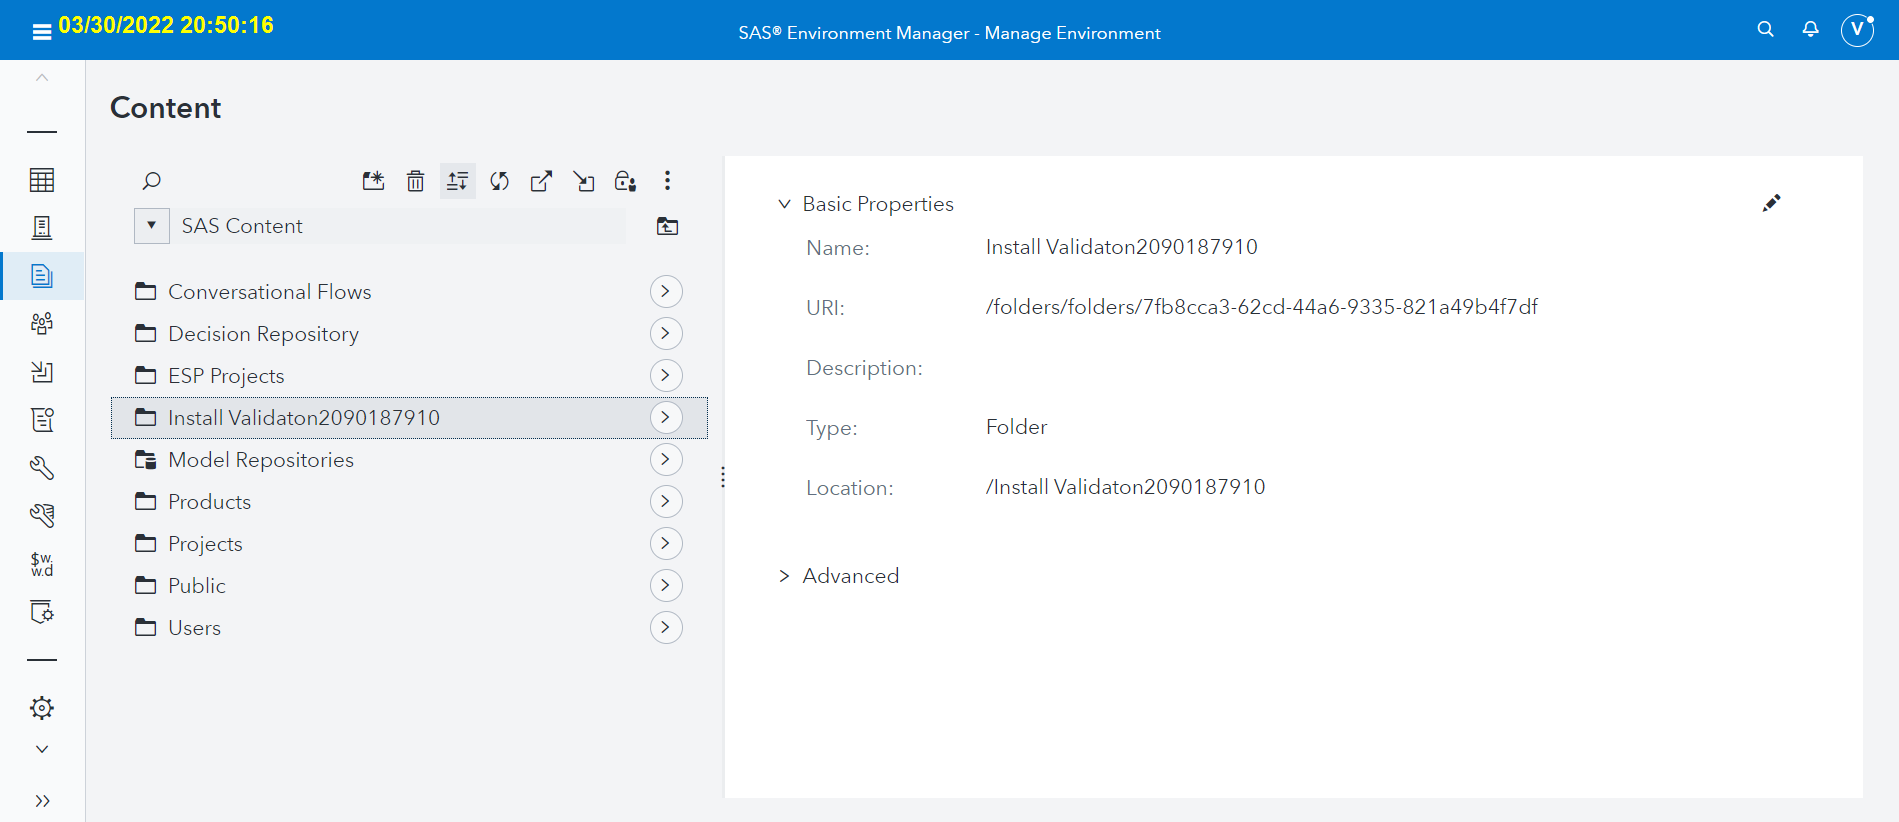 03/30/2022 20:50:16
SAS® Environment Manager - Manage Environment
V
Content
SAS Content
Conversational Flows
Decision Repository
ESP Projects
Install Validaton2090187910
Model Repositories
Products
Projects
Public
Users
$w.
w.d
Basic Properties
Name: Install Validaton2090187910
URI: /folders/folders/7fb8cca3-62cd-44a6-9335-821a49b4f7df
Description:
Type: Folder
Location: /Install Validaton2090187910
Advanced